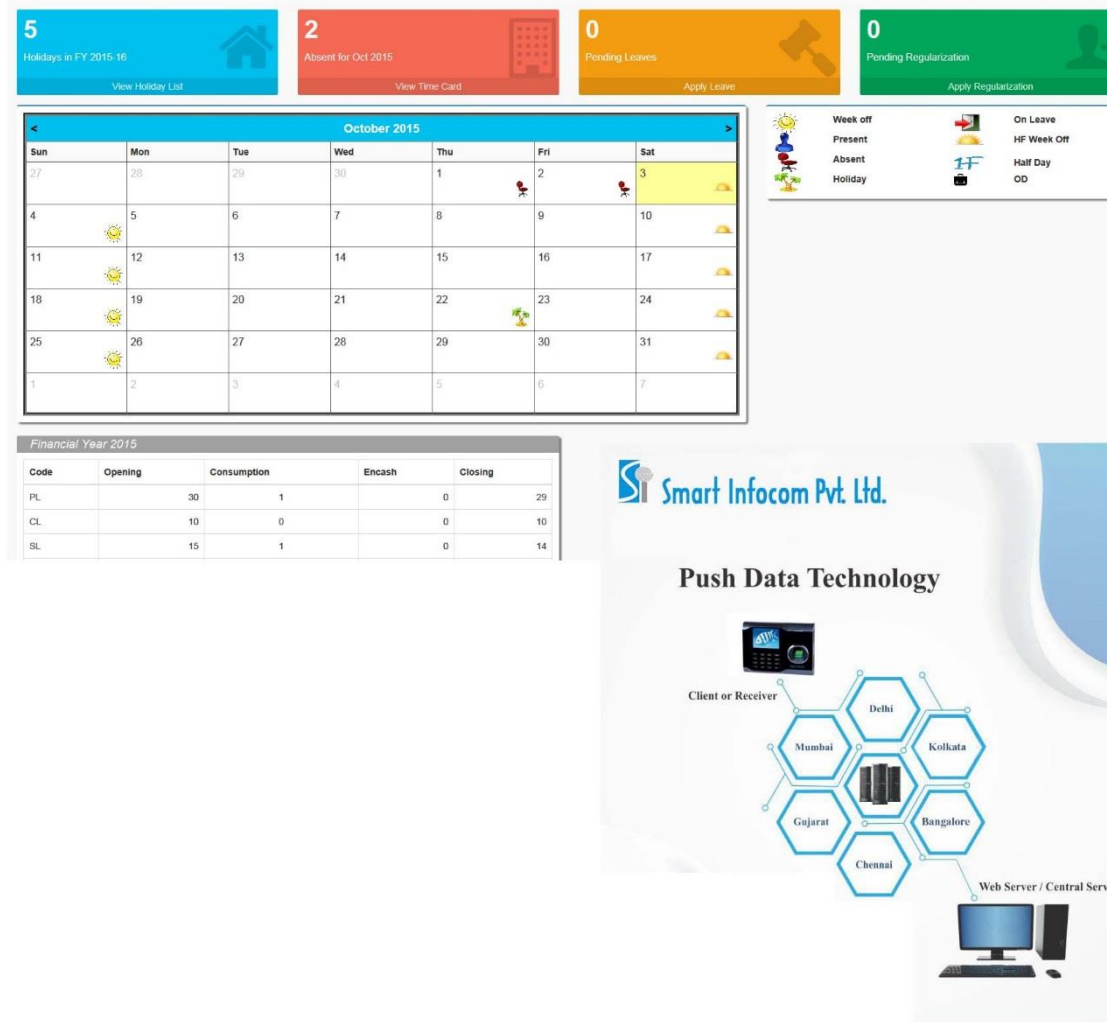 5
Holidays in FY 2015-16
View Holiday List
2
Absent for Oct 2015
View Time Card
0
Pending Leaves
Apply Leave
0
Pending Regularization
Apply Regularization
< October 2015 >
Sun Mon Tue Wed Thu Fri Sat
27 28 29 30 1 2 3
4 5 6 7 8 9 10
11 12 13 14 15 16 17
18 19 20 21 22 23 24
25 26 27 28 29 30 31
1 2 3 4 5 6 7
Week off On Leave
Present HF Week Off
Absent HF Half Day
Holiday OD
Financial Year 2015
Code Opening Consumption Encash Closing
PL 30 1 0 29
CL 10 0 0 10
SL 15 1 0 14
Si Smart Infocom Pvt. Ltd.
Push Data Technology
Client or Receiver
Delhi
Mumbai
Kolkata
Gujarat
Bangalore
Chennai
Web Server / Central Serv